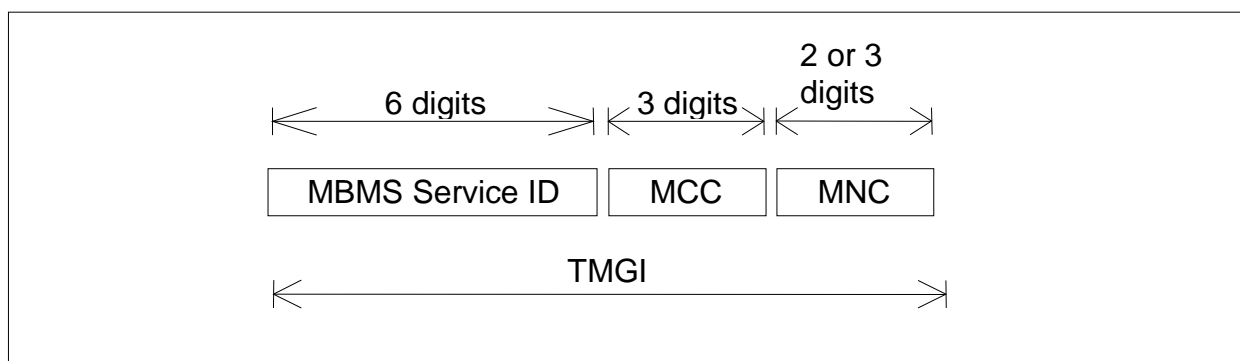 2 or 3
digits
6 digits
3 digits
MBMS Service ID
MCC
MNC
TMGI